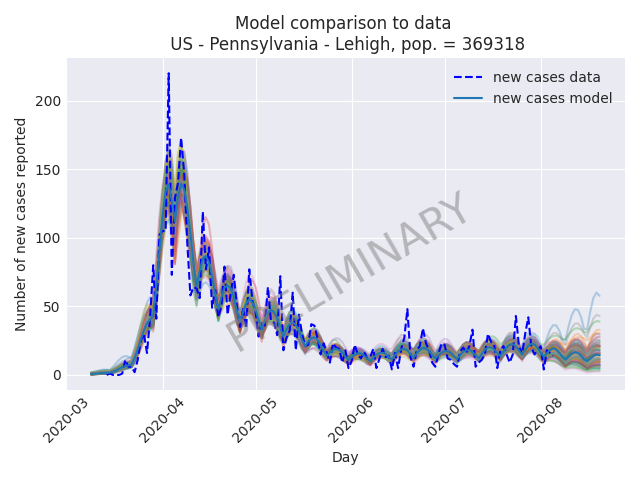 Model comparison to data
US - Pennsylvania - Lehigh, pop. = 369318
new cases data
new cases model
PRELIMINARY
Number of new cases reported
200
150
100
50
0
2020-03
2020-04
2020-05
2020-06
2020-07
2020-08
Day